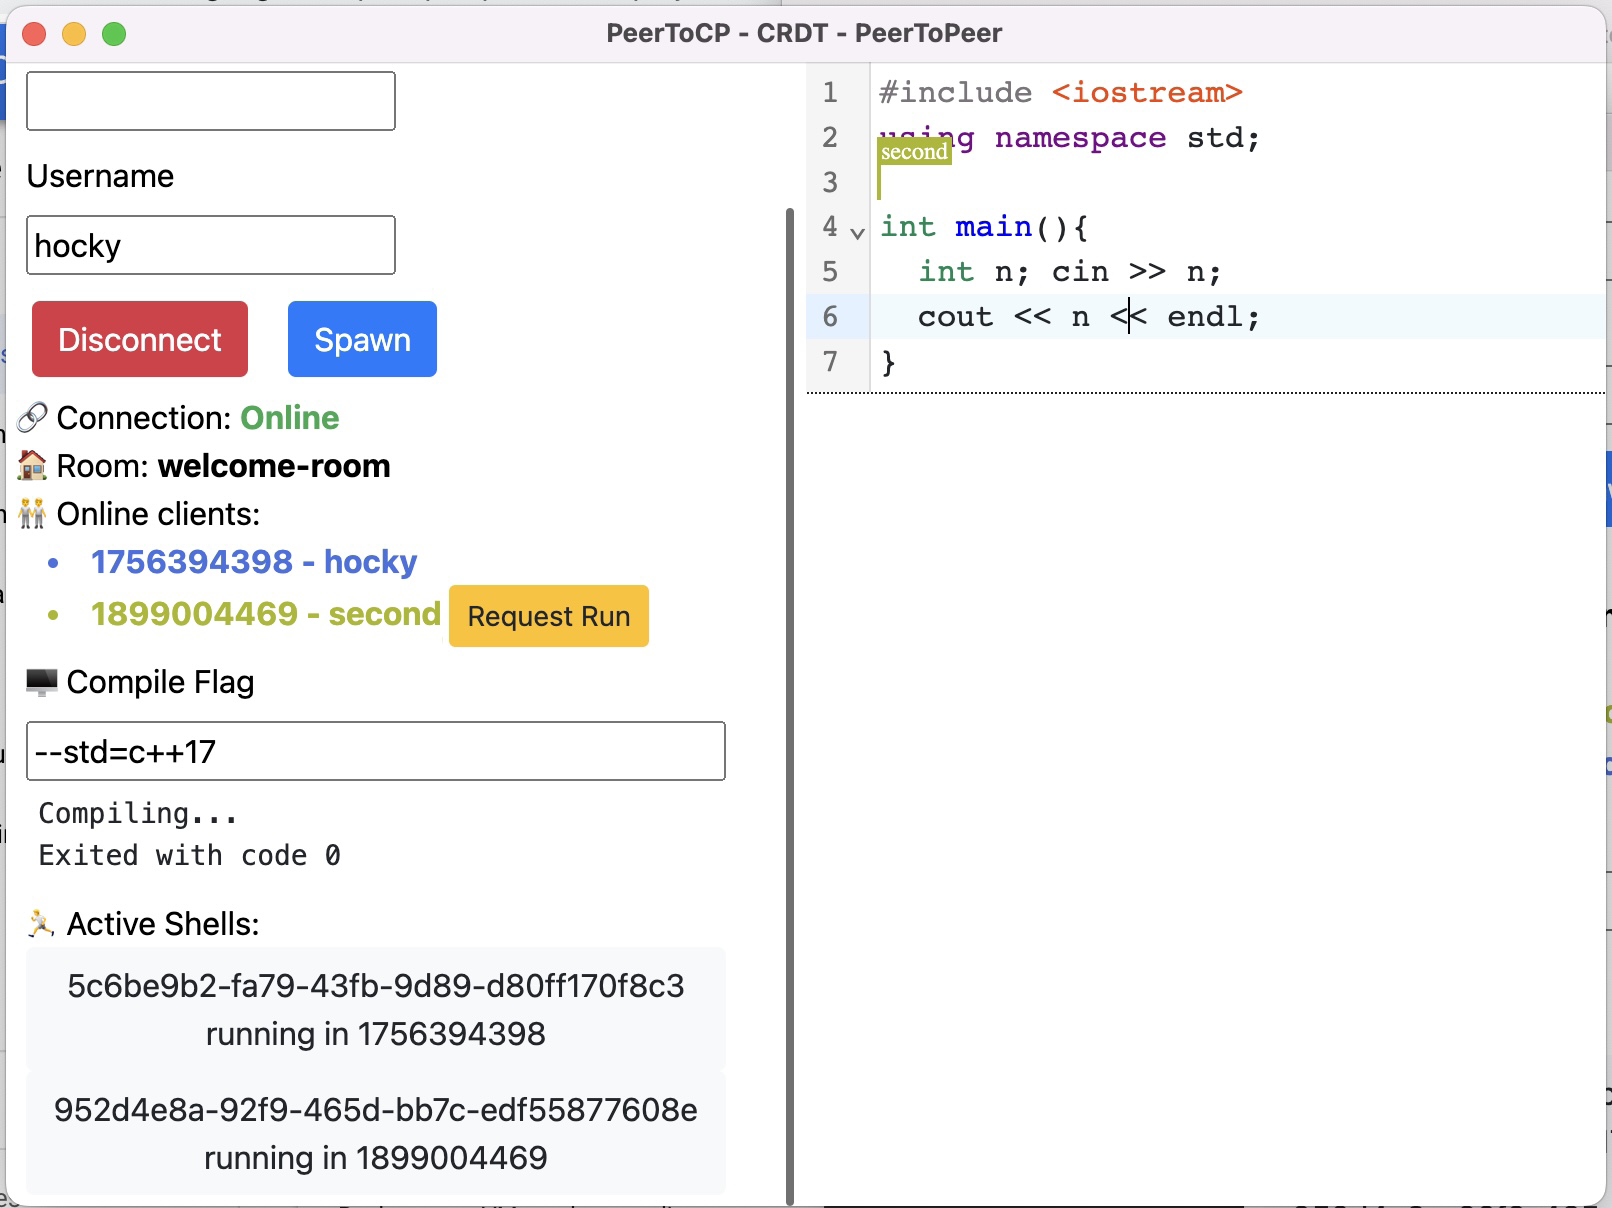 PeerToCP - CRDT - PeerToPeer
Username
hocky
Disconnect
Spawn
Connection: Online
Room: welcome-room
Online clients:
1756394398 - hocky
1899004469 - second
Request Run
Compile Flag
--std=c++17
Compiling...
Exited with code 0
Active Shells:
5c6be9b2-fa79-43fb-9d89-d80ff170f8c3
running in 1756394398
952d4e8a-92f9-465d-bb7c-edf55877608e
running in 1899004469
1 #include <iostream>
2 using namespace std;
second
3
4 int main(){
5 int n; cin >> n;
6 cout << n << endl;
7 }